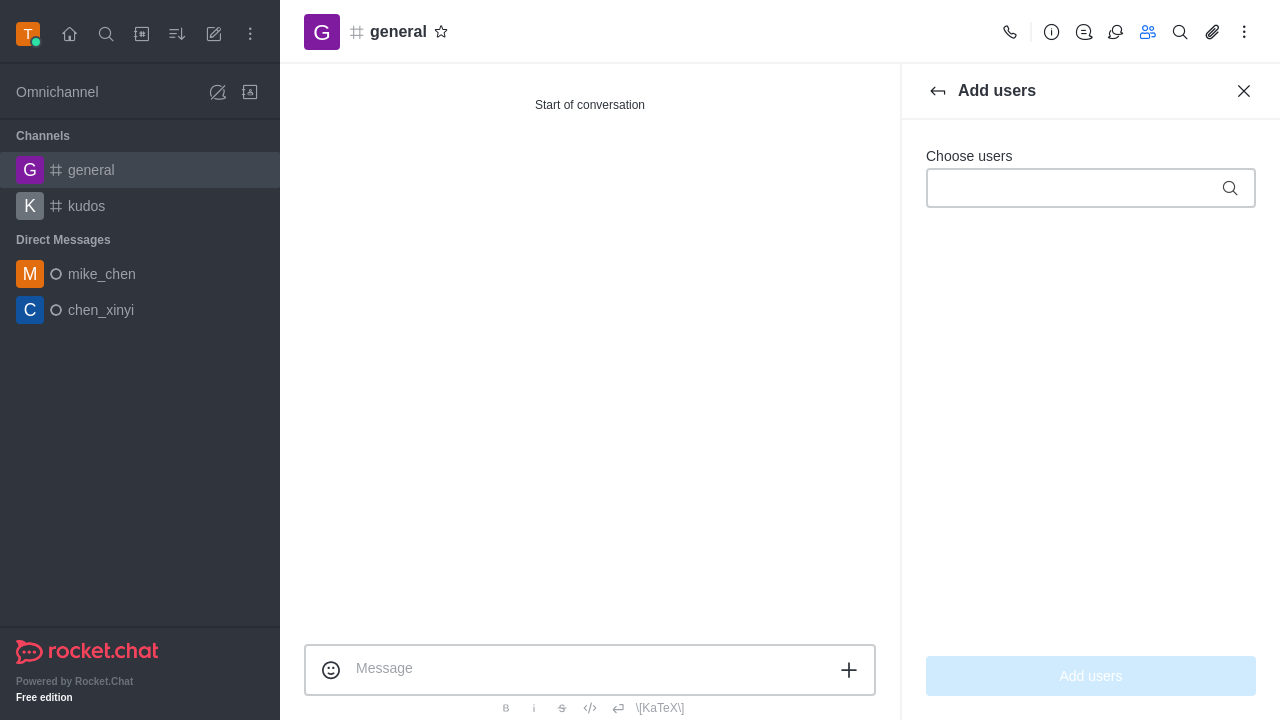 T
Omnichannel
Channels
G general
K kudos
Direct Messages
M mike_chen
C chen_xinyi
rocket.chat
Powered by Rocket.Chat
Free edition
G general
Start of conversation
Message
B i S \[KaTeX\]
Add users
Choose users
Add users